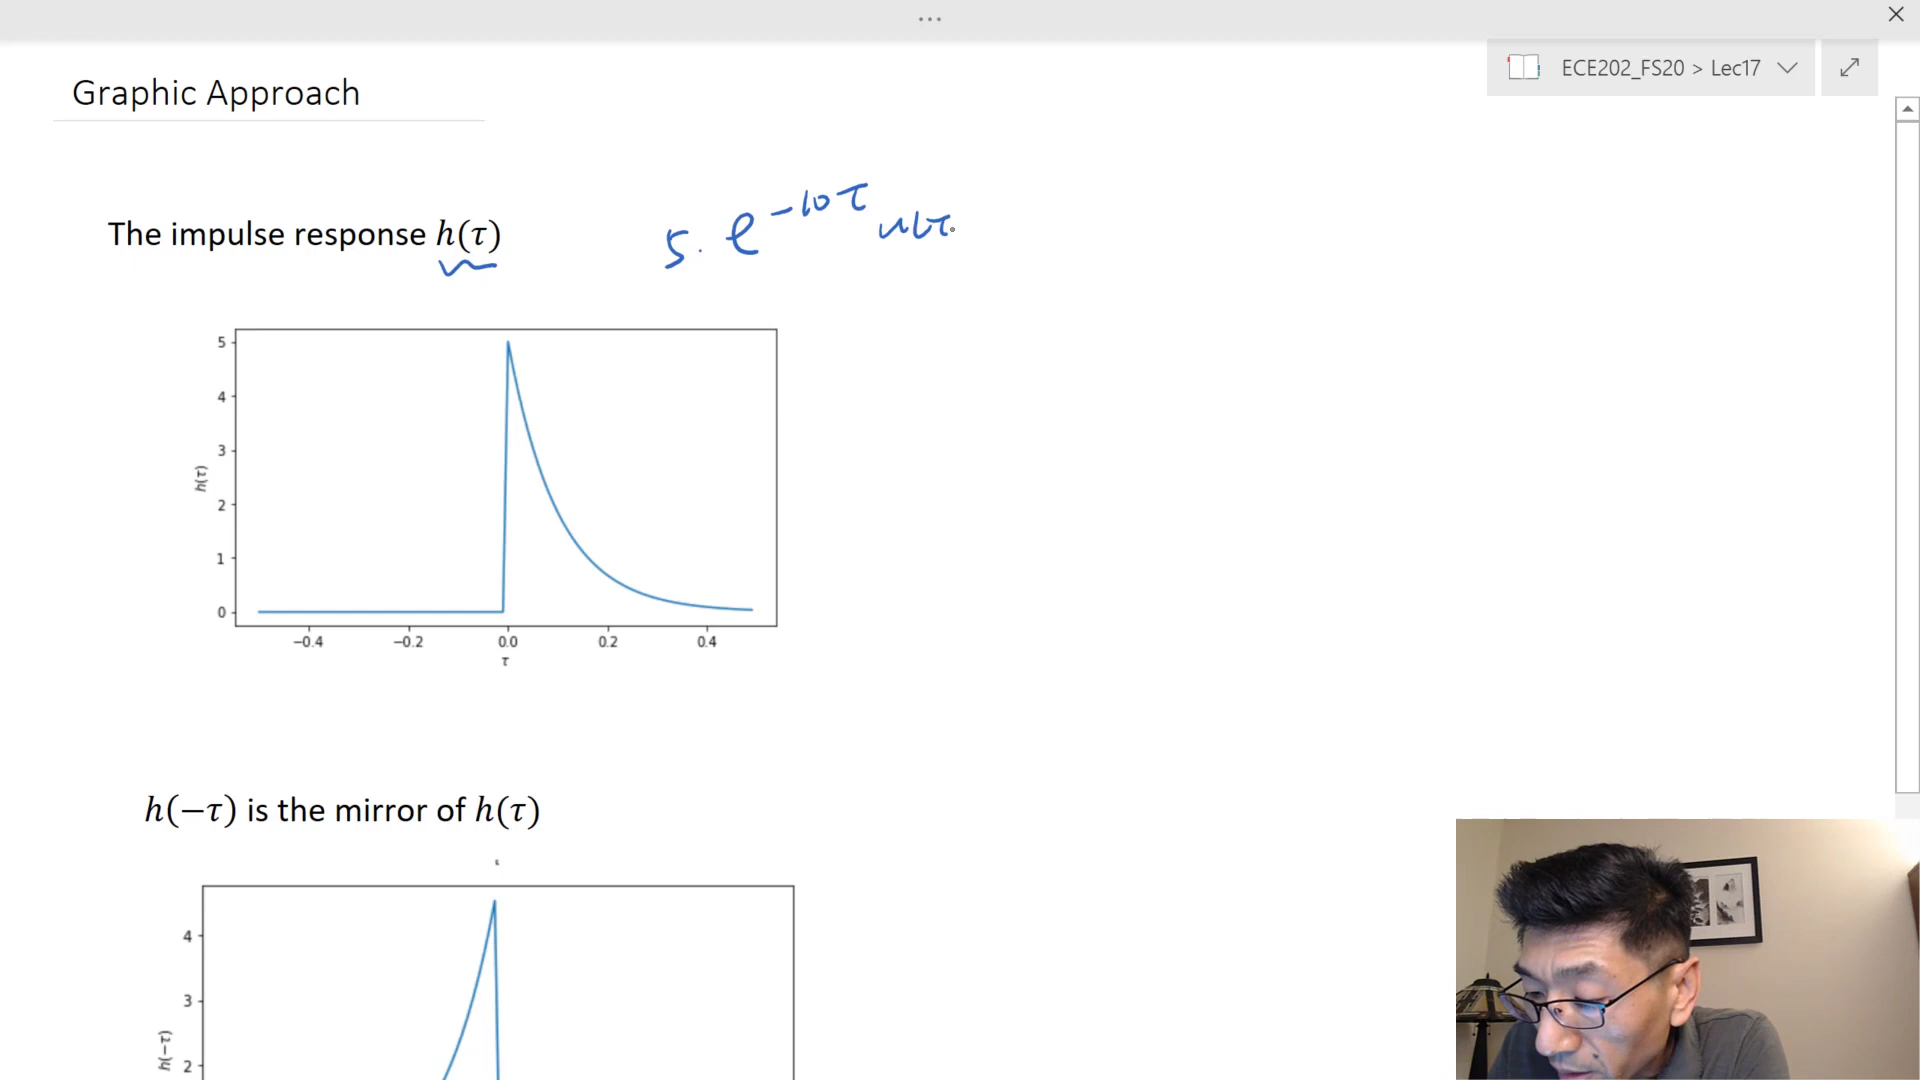 ...
ECE202_FS20 > Lec17
Graphic Approach
The impulse response h(τ)
5. e^{-10τ} u(τ
5
4
3
2
1
0
h(τ)
−0.4 −0.2 0.0 0.2 0.4
τ
h(−τ) is the mirror of h(τ)
4
3
2
h(−τ)